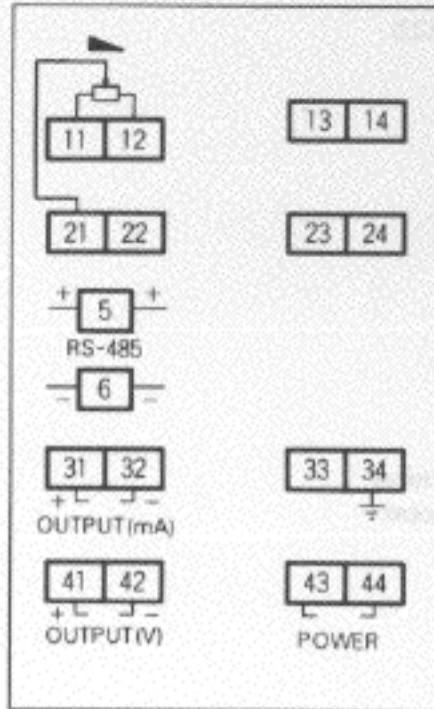 11 12 13 14
21 22 23 24
+ 5 +
RS-485
- 6 -
31 32 33 34
+ -
OUTPUT(mA)
41 42 43 44
+ -
OUTPUT(V) POWER